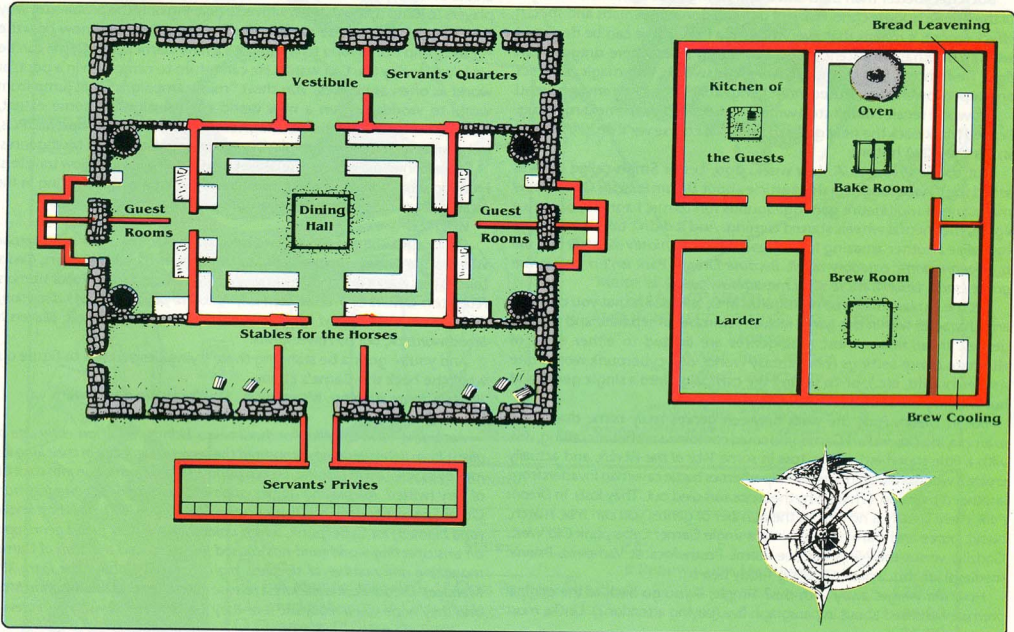 Bread Leavening
Vestibule
Servants' Quarters
Kitchen of
the Guests
Oven
Bake Room
Guest
Rooms
Dining
Hall
Guest
Rooms
Brew Room
Larder
Stables for the Horses
Brew Cooling
Servants' Privies